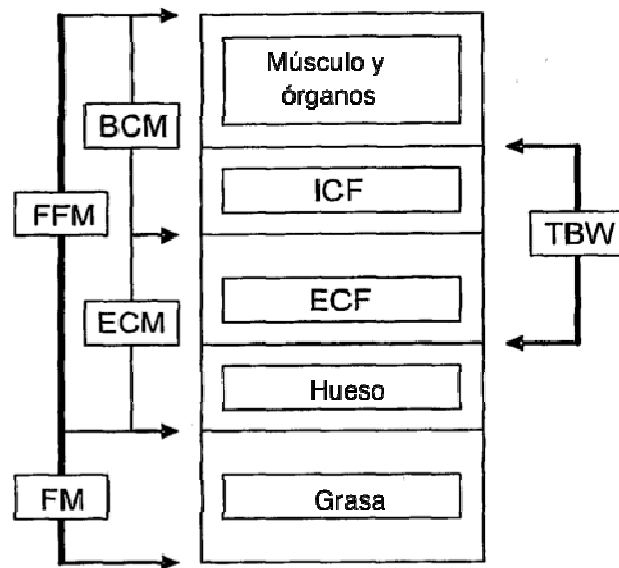 Músculo y
órganos
BCM
ICF
FFM
TBW
ECF
ECM
Hueso
FM
Grasa